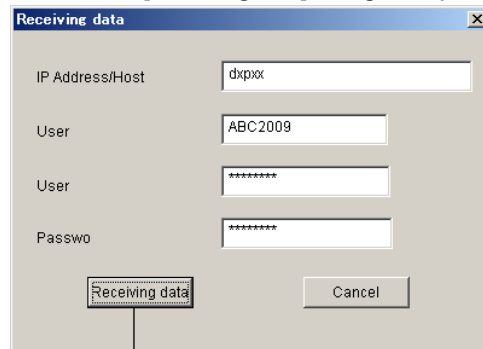 Receiving data
IP Address/Host dxpxx
User ABC2009
User ********
Passwo ********
Receiving data Cancel